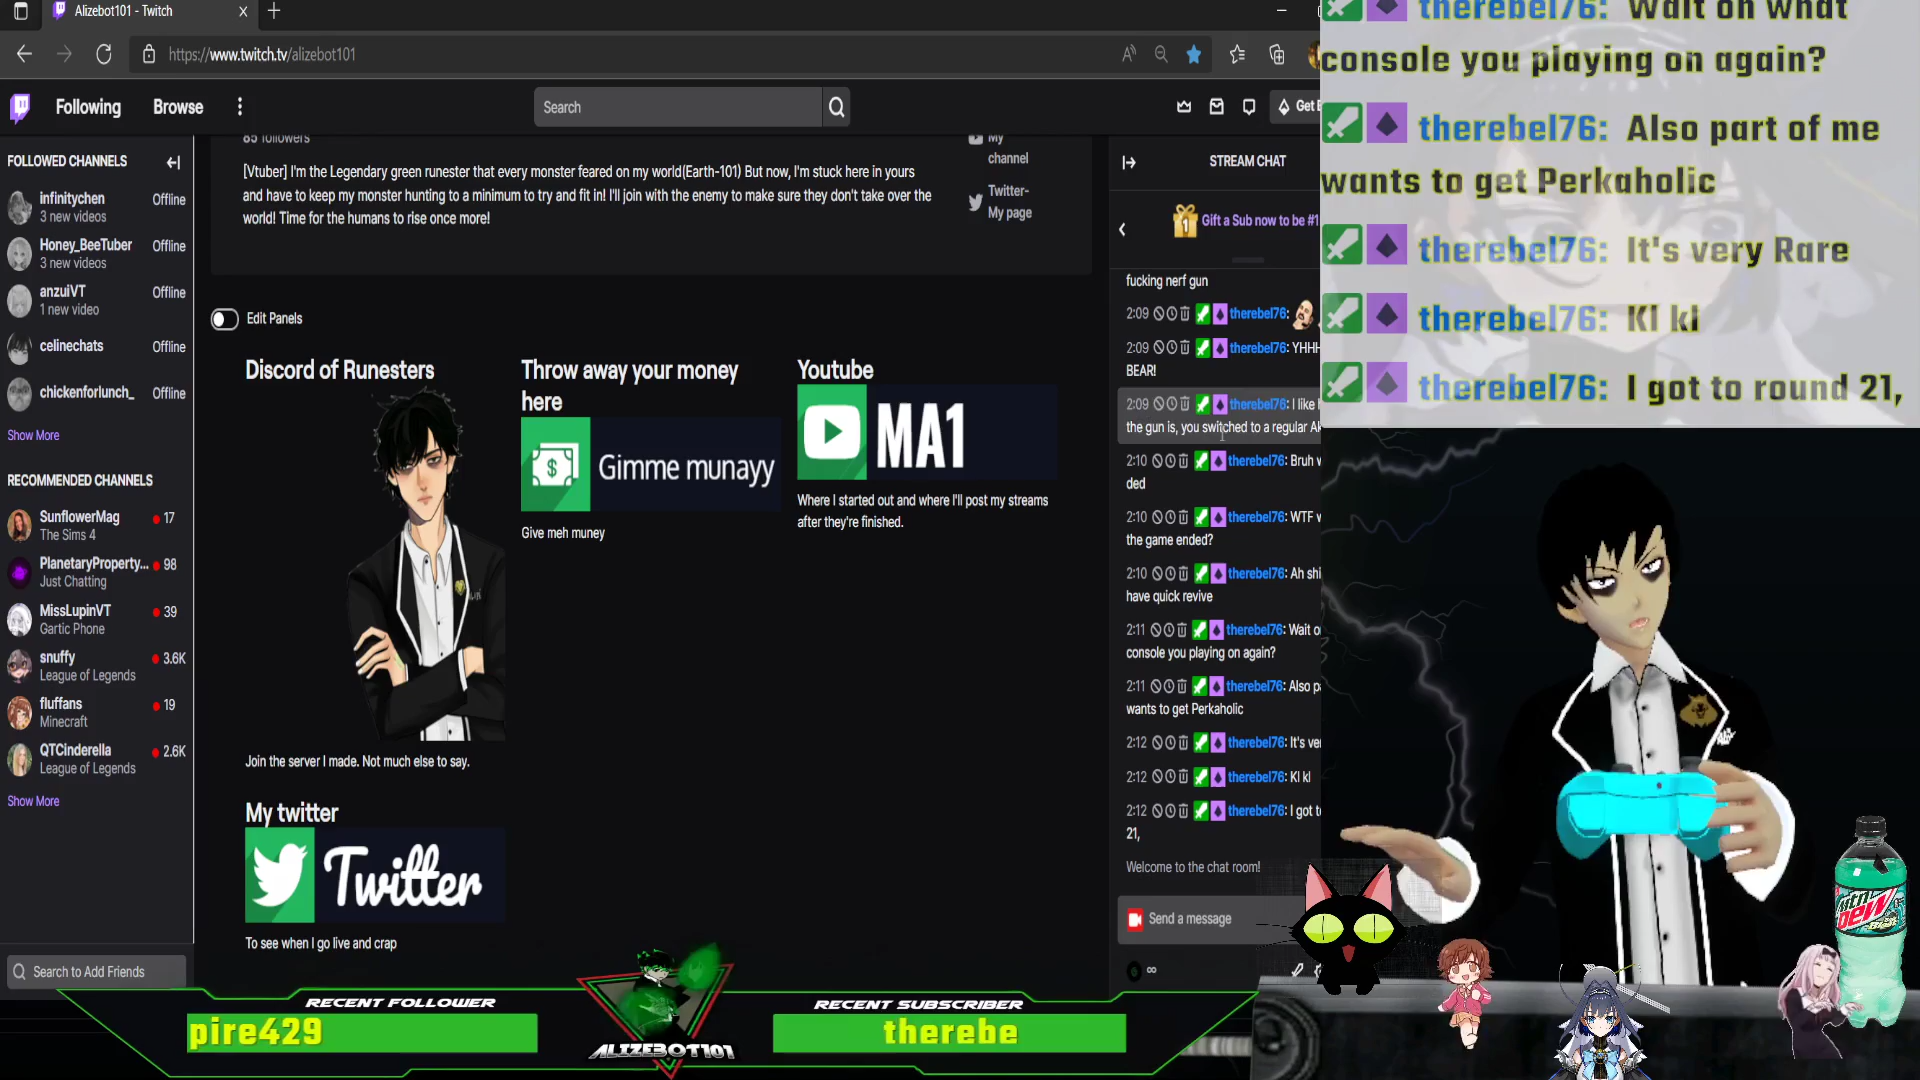 Alizebot101 - Twitch
https://www.twitch.tv/alizebot101
Following
Browse
Search
Get B
FOLLOWED CHANNELS
infinitychen
Offline
3 new videos
Honey_BeeTuber
Offline
3 new videos
anzuiVT
Offline
1 new video
celinechats
Offline
chickenforlunch_
Offline
Show More
RECOMMENDED CHANNELS
SunflowerMag
17
The Sims 4
PlanetaryProperty...
98
Just Chatting
MissLupinVT
39
Gartic Phone
snuffy
3.6K
League of Legends
fluffans
19
Minecraft
QTCinderella
2.6K
League of Legends
Show More
Search to Add Friends
85 followers
[Vtuber] I'm the Legendary green runester that every monster feared on my world(Earth-101) But now, I'm stuck here in yours
and have to keep my monster hunting to a minimum to try and fit in! I'll join with the enemy to make sure they don't take over the
world! Time for the humans to rise once more!
My
channel
Twitter-
My page
Edit Panels
Discord of Runesters
Join the server I made. Not much else to say.
Throw away your money
here
Gimme munayy
Give meh muney
Youtube
MA1
Where I started out and where I'll post my streams
after they're finished.
My twitter
Twitter
To see when I go live and crap
STREAM CHAT
Gift a Sub now to be #1
fucking nerf gun
2:09 therebel76:
2:09 therebel76: YHHH
BEAR!
2:09 therebel76: I like h
the gun is, you switched to a regular Ak
2:10 therebel76: Bruh w
ded
2:10 therebel76: WTF w
the game ended?
2:10 therebel76: Ah shi
have quick revive
2:11 therebel76: Wait o
console you playing on again?
2:11 therebel76: Also pa
wants to get Perkaholic
2:12 therebel76: It's ve
2:12 therebel76: Kl kl
2:12 therebel76: I got t
21,
Welcome to the chat room!
Send a message
∞
therebel76: Wait on what
console you playing on again?
therebel76: Also part of me
wants to get Perkaholic
therebel76: It's very Rare
therebel76: Kl kl
therebel76: I got to round 21,
RECENT FOLLOWER
pire429
ALIZEBOT101
RECENT SUBSCRIBER
therebe
mtn
DEW